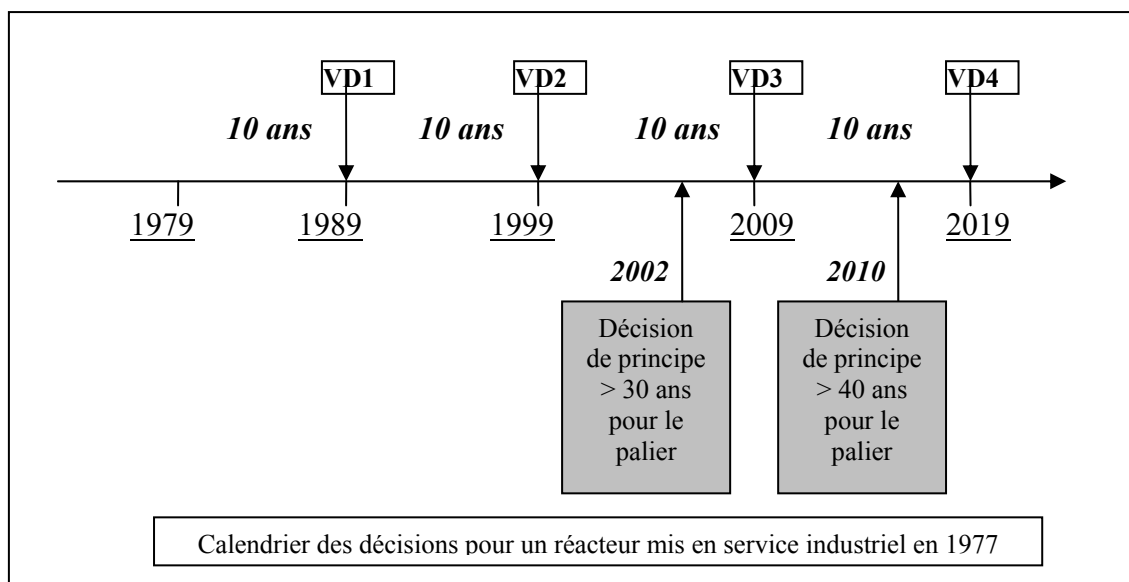 VD1 VD2 VD3 VD4
10 ans 10 ans 10 ans 10 ans
1979 1989 1999 2009 2019
2002 2010
Décision
de principe
> 30 ans
pour le
palier
Décision
de principe
> 40 ans
pour le
palier
Calendrier des décisions pour un réacteur mis en service industriel en 1977